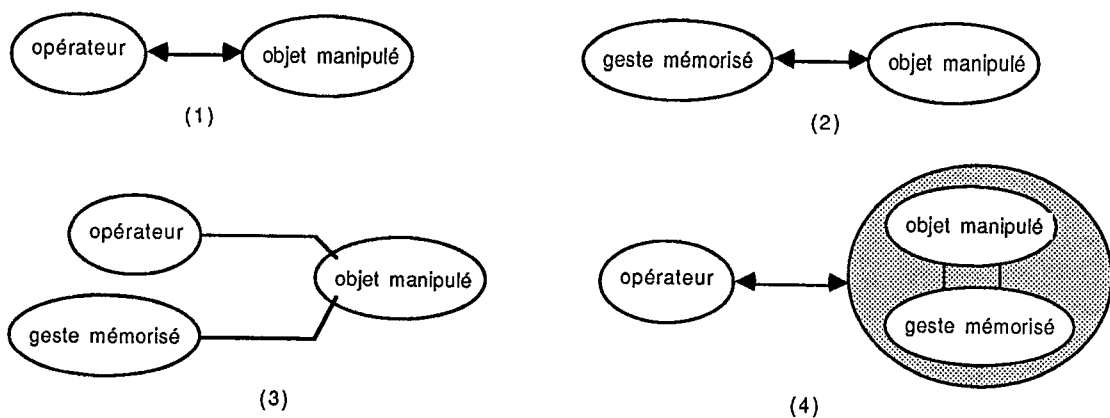 opérateur
objet manipulé
(1)
geste mémorisé
objet manipulé
(2)
opérateur
objet manipulé
geste mémorisé
(3)
objet manipulé
opérateur
geste mémorisé
(4)